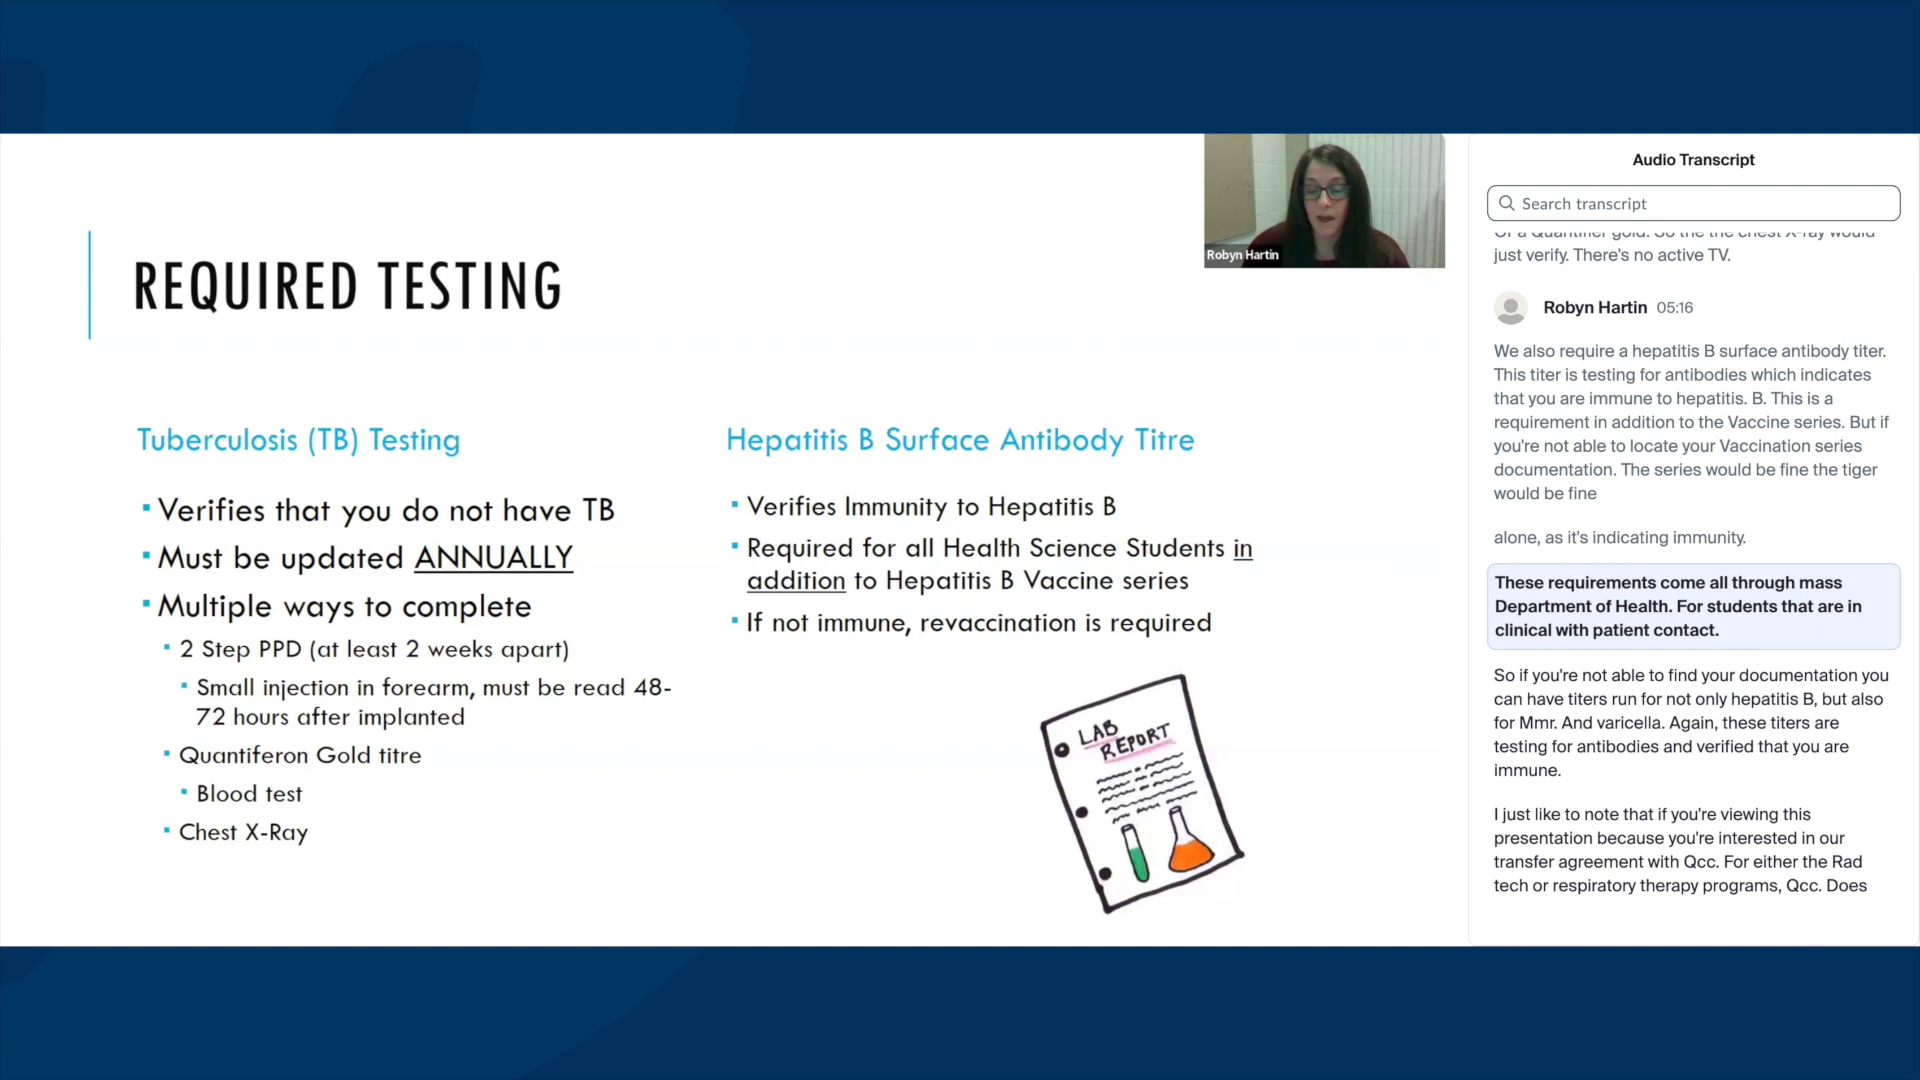 REQUIRED TESTING
Tuberculosis (TB) Testing
Verifies that you do not have TB
Must be updated ANNUALLY
Multiple ways to complete
2 Step PPD (at least 2 weeks apart)
Small injection in forearm, must be read 48-
72 hours after implanted
Quantiferon Gold titre
Blood test
Chest X-Ray
Hepatitis B Surface Antibody Titre
Verifies Immunity to Hepatitis B
Required for all Health Science Students in
addition to Hepatitis B Vaccine series
If not immune, revaccination is required
LAB
REPORT
Robyn Hartin
Audio Transcript
Search transcript
Of a Quantifier gold. So the the chest X-ray would
just verify. There's no active TV.
Robyn Hartin 05:16
We also require a hepatitis B surface antibody titer.
This titer is testing for antibodies which indicates
that you are immune to hepatitis. B. This is a
requirement in addition to the Vaccine series. But if
you're not able to locate your Vaccination series
documentation. The series would be fine the tiger
would be fine
alone, as it's indicating immunity.
These requirements come all through mass
Department of Health. For students that are in
clinical with patient contact.
So if you're not able to find your documentation you
can have titers run for not only hepatitis B, but also
for Mmr. And varicella. Again, these titers are
testing for antibodies and verified that you are
immune.
I just like to note that if you're viewing this
presentation because you're interested in our
transfer agreement with Qcc. For either the Rad
tech or respiratory therapy programs, Qcc. Does